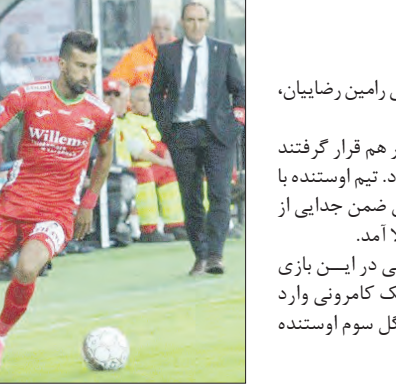 ی رامین رضاییان،
ر هم قرار گرفتند
د. تیم اوستنده با
ضمن جدایی از
لا آمد.
ی در ایـــن بازی
ک کامرونی وارد
گل سوم اوستنده
Willems